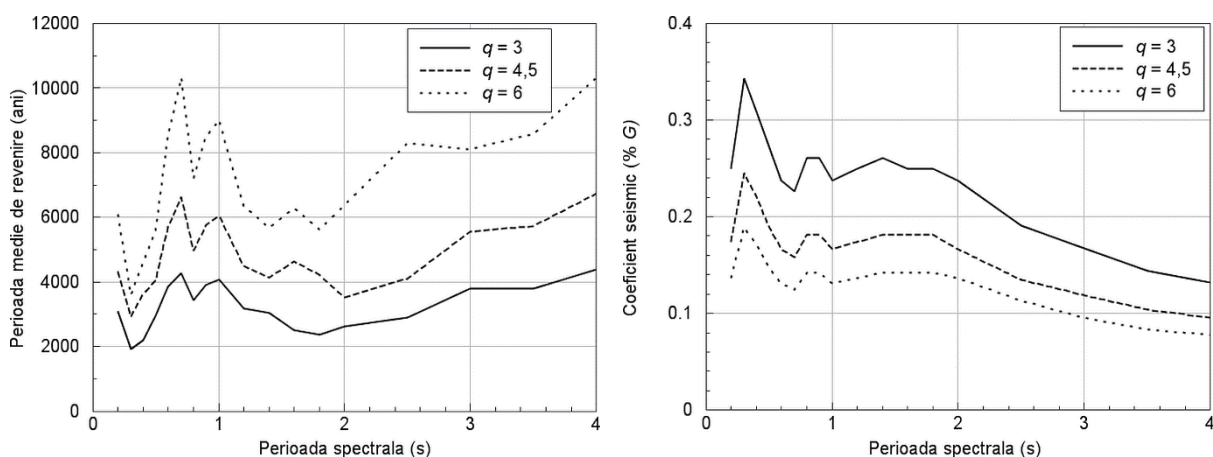 12000
10000
8000
6000
4000
2000
0
Perioada medie de revenire (ani)
q = 3
q = 4,5
q = 6
0 1 2 3 4
Perioada spectrala (s)
0.4
0.3
0.2
0.1
0
Coeficient seismic (% G)
q = 3
q = 4,5
q = 6
0 1 2 3 4
Perioada spectrala (s)